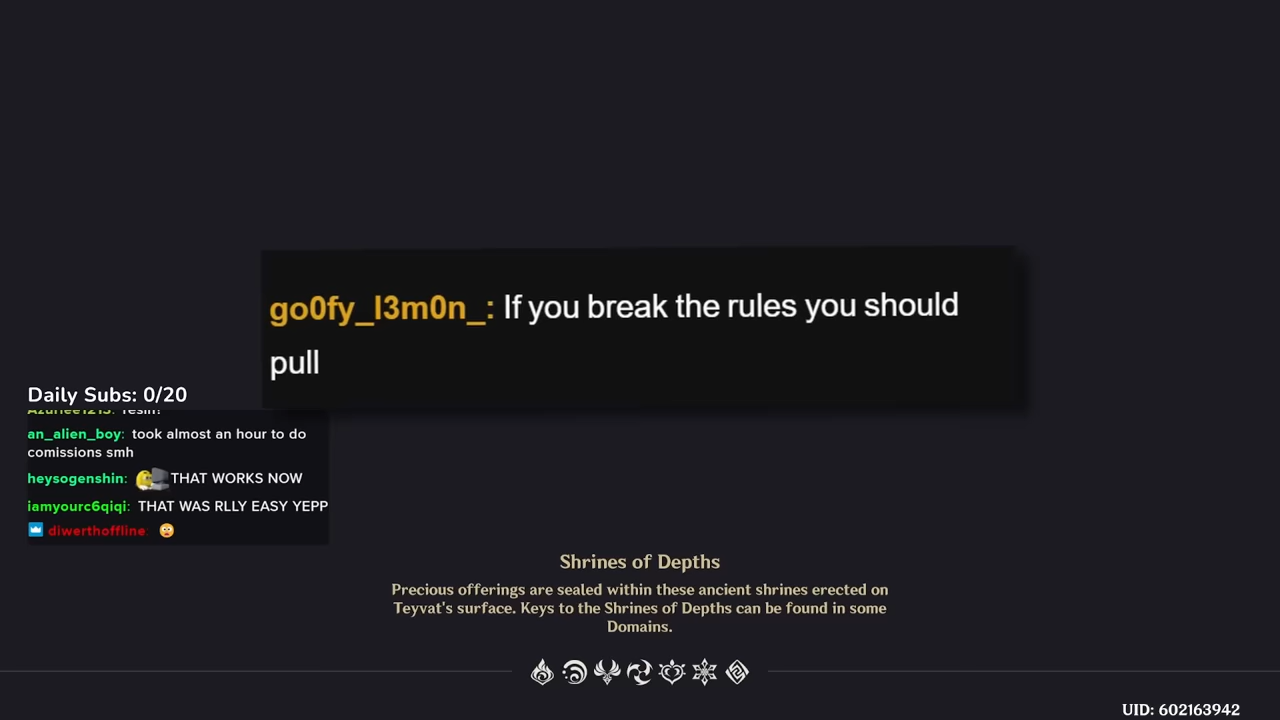 go0fy_l3m0n_: If you break the rules you should
pull
Daily Subs: 0/20
an_alien_boy: took almost an hour to do
comissions smh
heysogenshin: THAT WORKS NOW
iamyourc6qiqi: THAT WAS RLLY EASY YEPP
diwerthoffline:
Shrines of Depths
Precious offerings are sealed within these ancient shrines erected on
Teyvat's surface. Keys to the Shrines of Depths can be found in some
Domains.
UID: 602163942